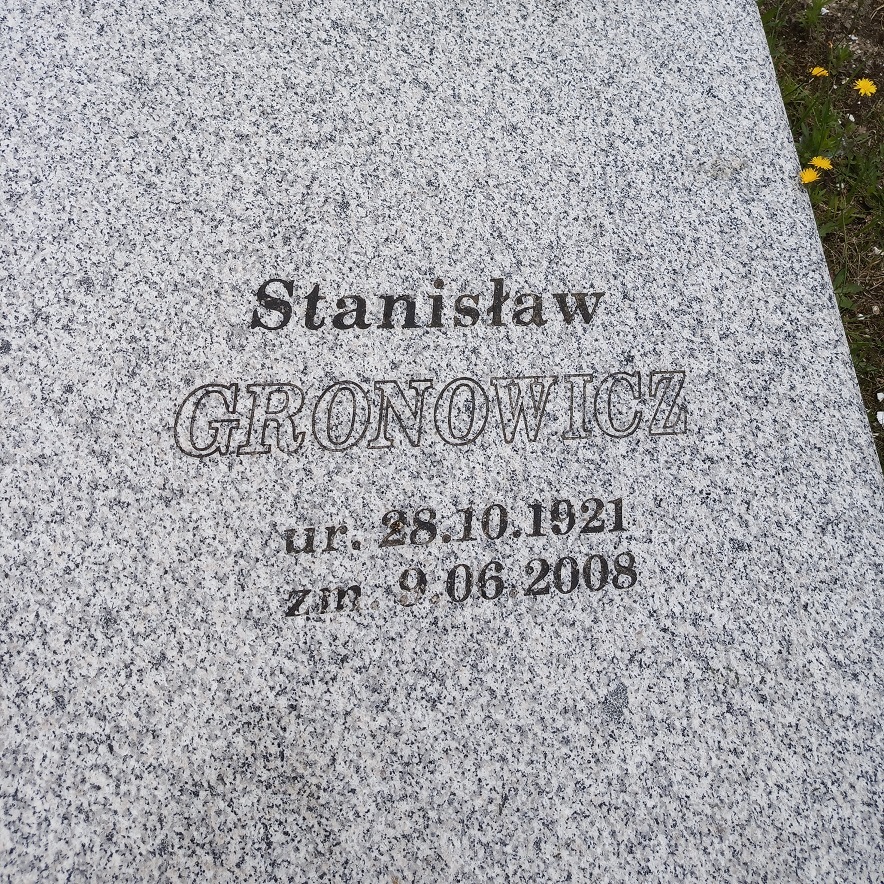 Stanisław
GRONOWICZ
ur. 28.10.1921
zm. 9.06.2008